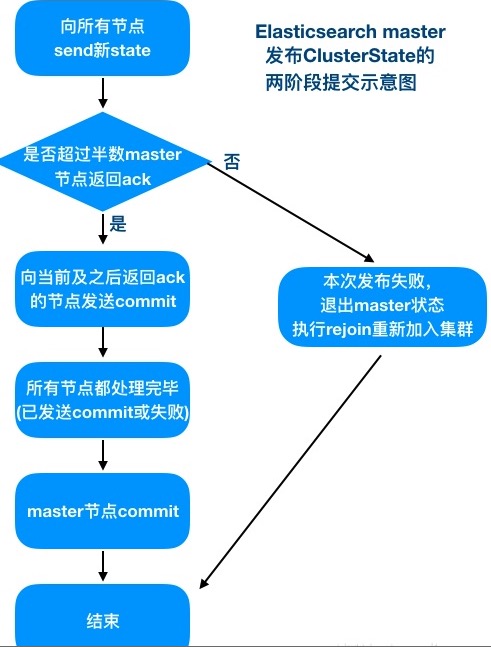 向所有节点
send新state
Elasticsearch master
发布ClusterState的
两阶段提交示意图
是否超过半数master
节点返回ack
否
是
向当前及之后返回ack
的节点发送commit
本次发布失败,
退出master状态
执行rejoin重新加入集群
所有节点都处理完毕
(已发送commit或失败)
master节点commit
结束